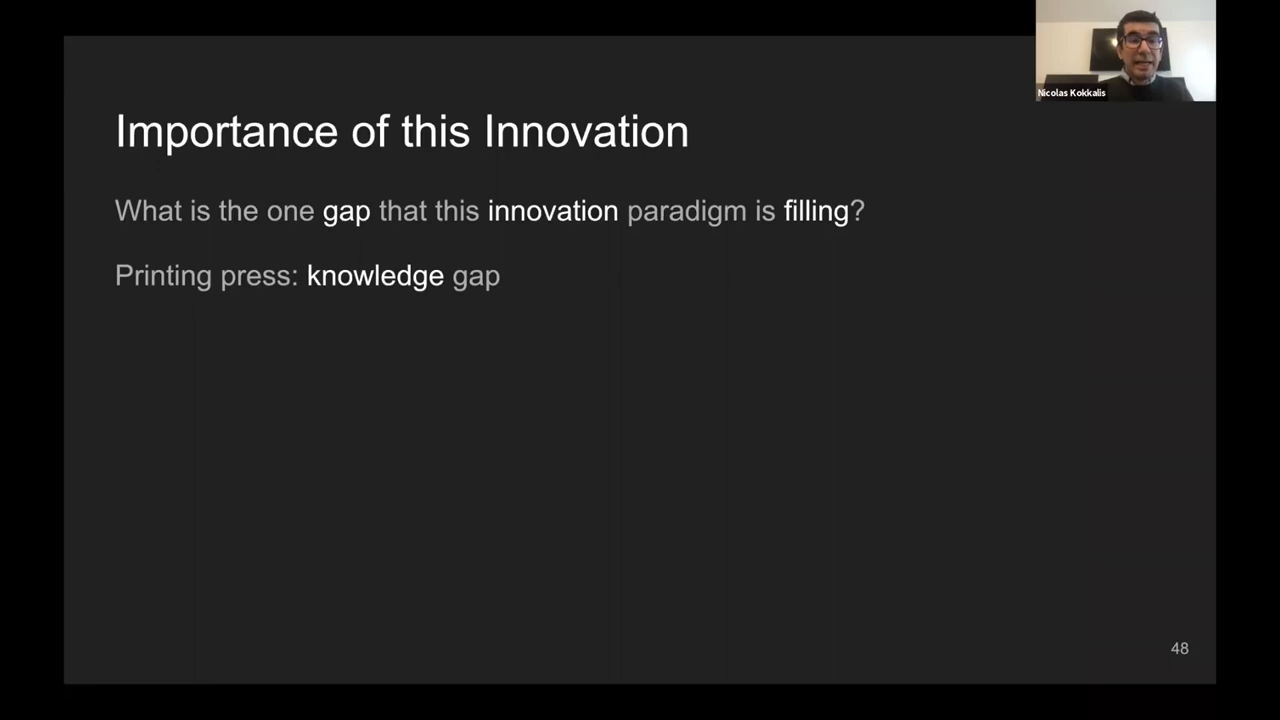 Nicolas Kokkalis
Importance of this Innovation
What is the one gap that this innovation paradigm is filling?
Printing press: knowledge gap
48